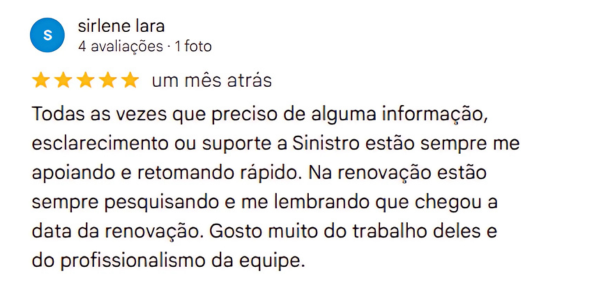 S
sirlene lara
4 avaliações · 1 foto
um mês atrás
Todas as vezes que preciso de alguma informação,
esclarecimento ou suporte a Sinistro estão sempre me
apoiando e retomando rápido. Na renovação estão
sempre pesquisando e me lembrando que chegou a
data da renovação. Gosto muito do trabalho deles e
do profissionalismo da equipe.